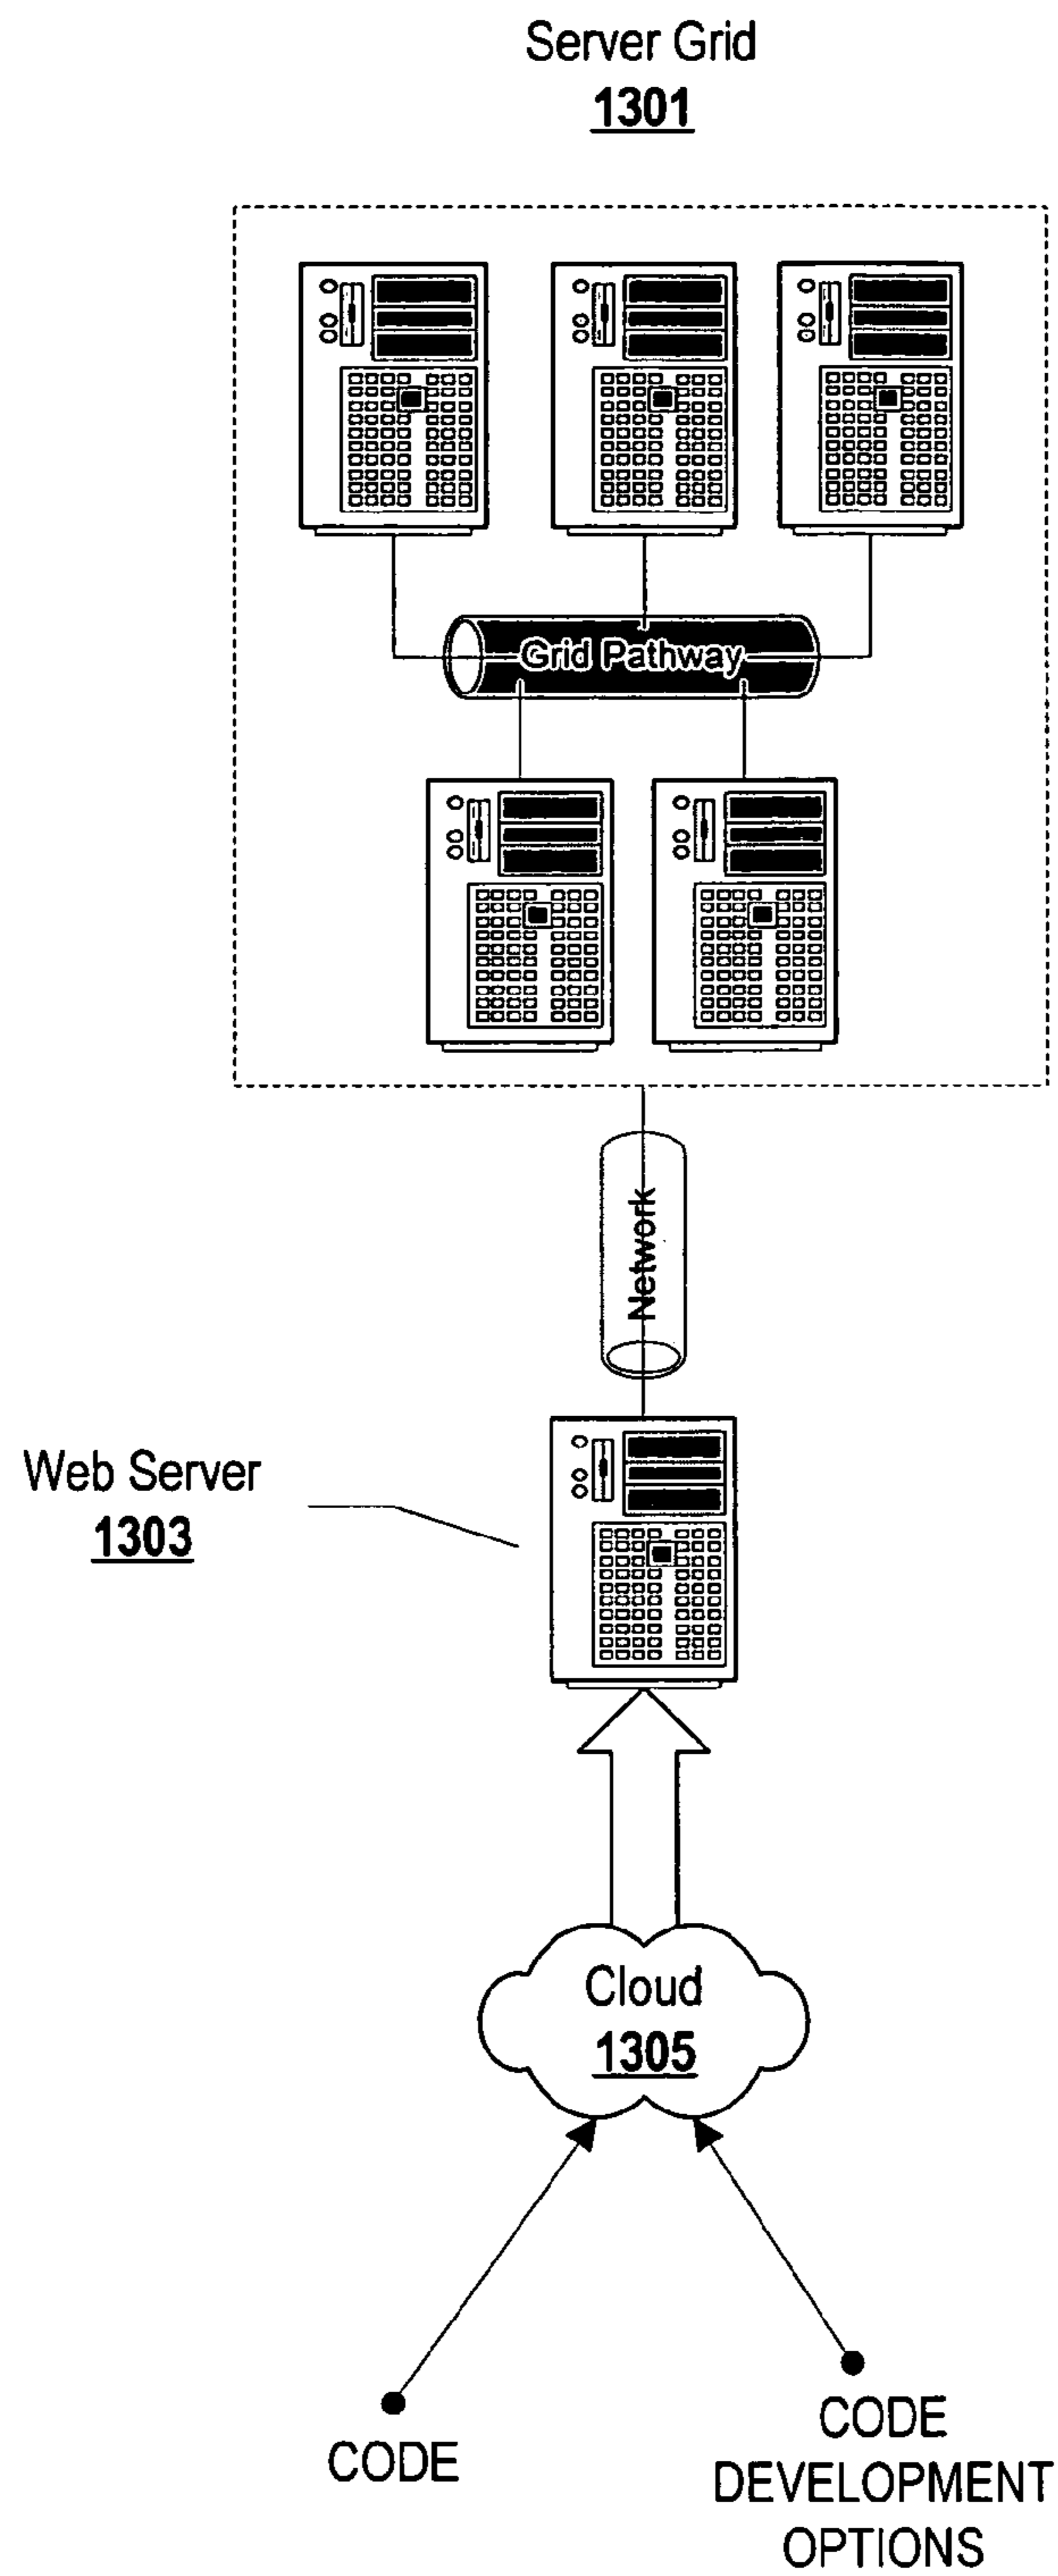 Server Grid
1301
Grid Pathway
Network
Web Server
1303
Cloud
1305
CODE
CODE
DEVELOPMENT
OPTIONS